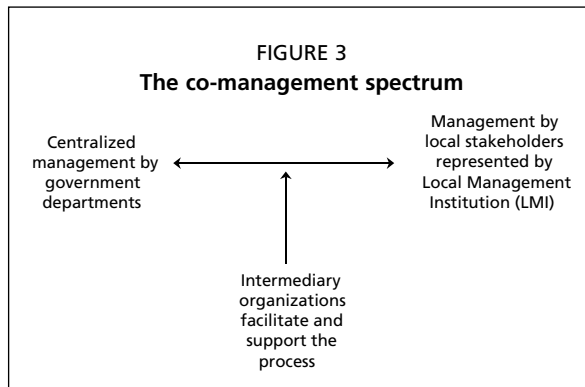 FIGURE 3
The co-management spectrum
Centralized
management by
government
departments
Management by
local stakeholders
represented by
Local Management
Institution (LMI)
Intermediary
organizations
facilitate and
support the
process